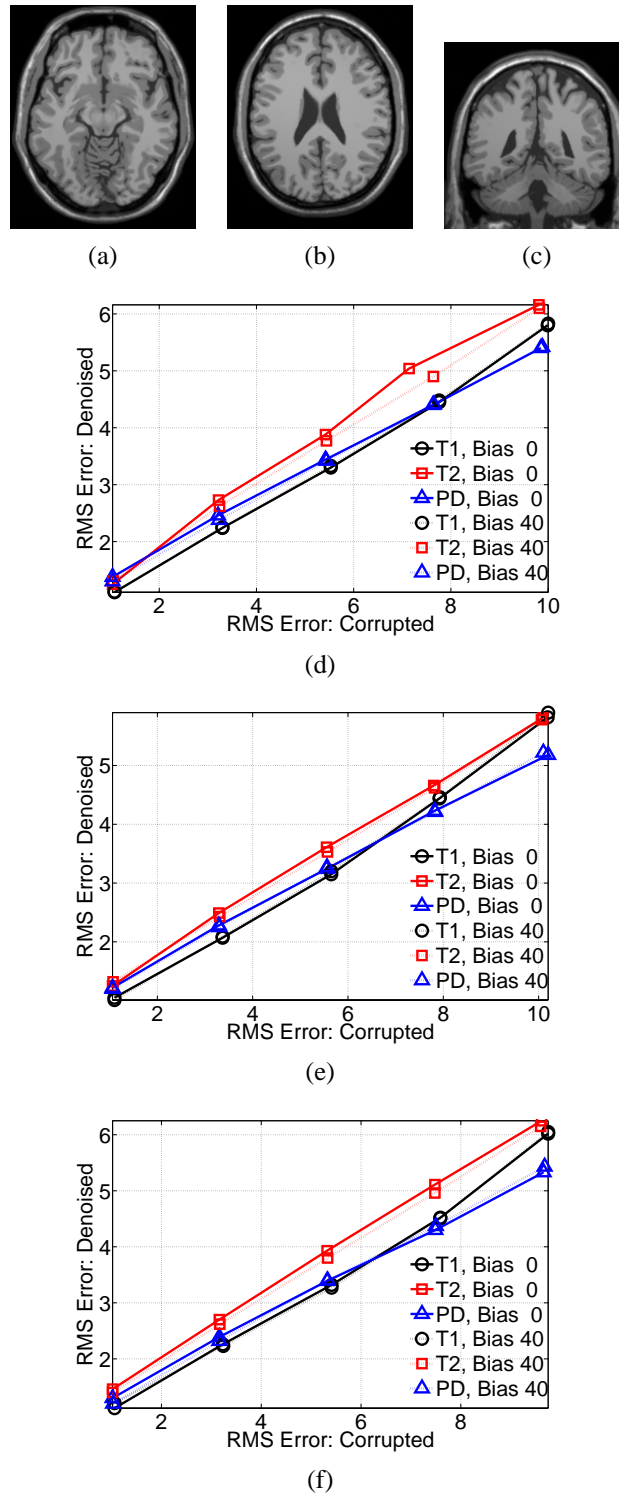 (a) (b) (c)
6
5
4
3
2
RMS Error: Denoised
T1, Bias 0
T2, Bias 0
PD, Bias 0
T1, Bias 40
T2, Bias 40
PD, Bias 40
2 4 6 8 10
RMS Error: Corrupted
(d)
5
4
3
2
RMS Error: Denoised
T1, Bias 0
T2, Bias 0
PD, Bias 0
T1, Bias 40
T2, Bias 40
PD, Bias 40
2 4 6 8 10
RMS Error: Corrupted
(e)
6
5
4
3
2
RMS Error: Denoised
T1, Bias 0
T2, Bias 0
PD, Bias 0
T1, Bias 40
T2, Bias 40
PD, Bias 40
2 4 6 8
RMS Error: Corrupted
(f)